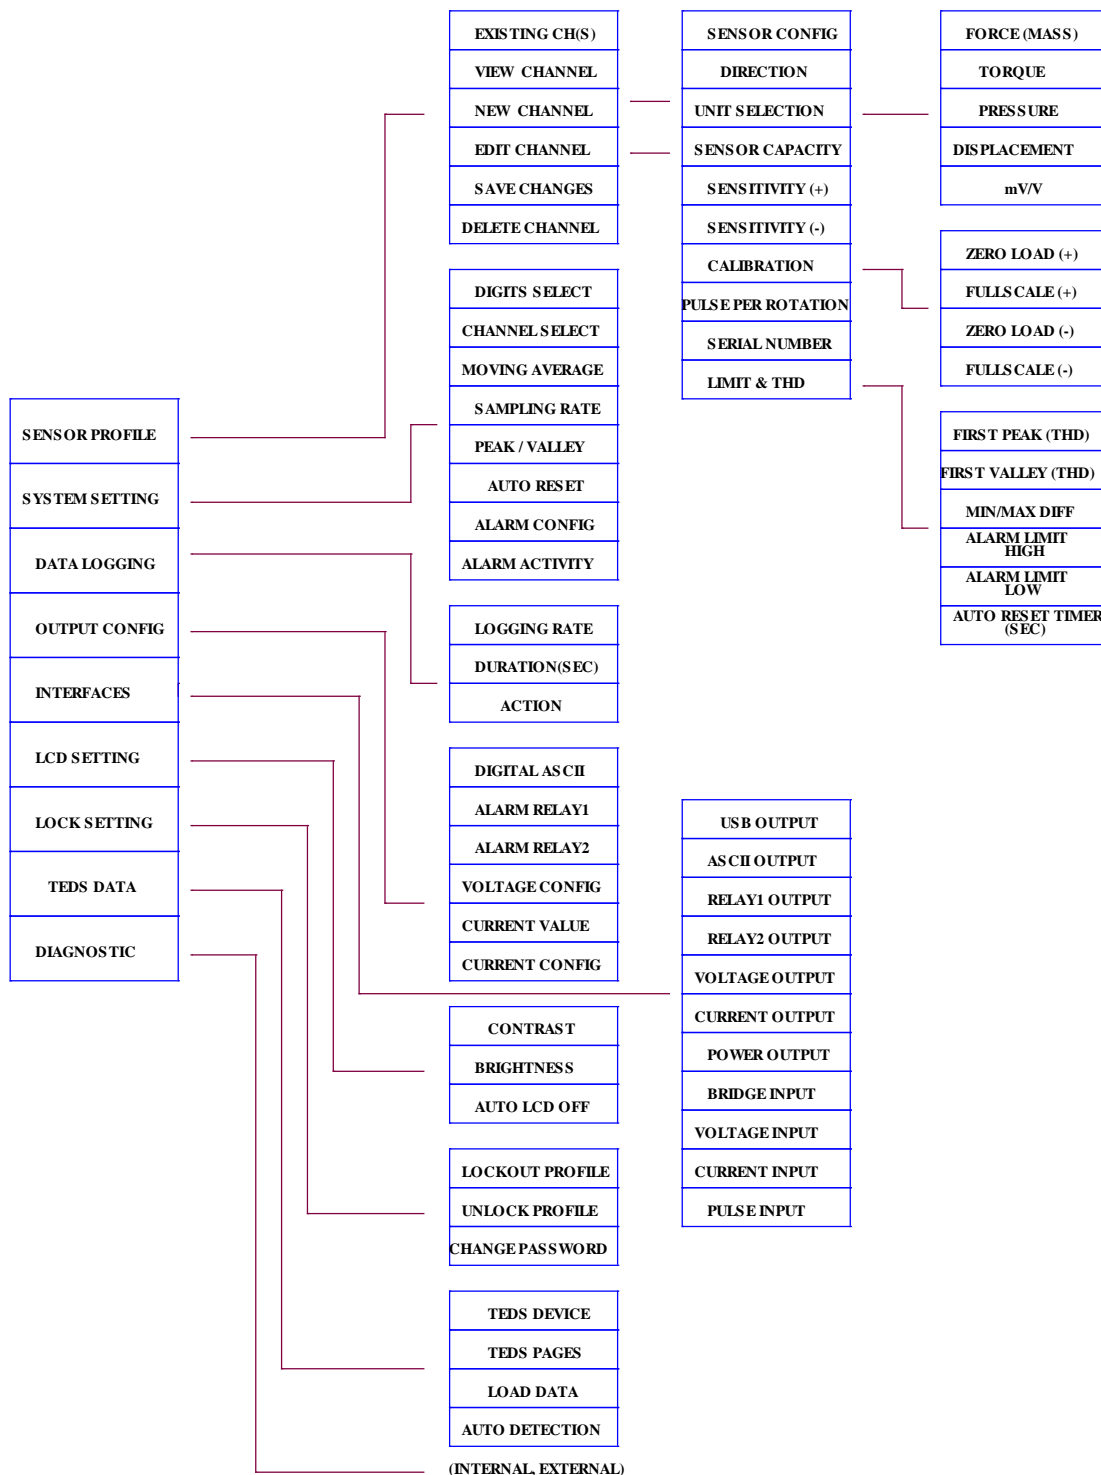 SENSOR PROFILE
SYSTEM SETTING
DATA LOGGING
OUTPUT CONFIG
INTERFACES
LCD SETTING
LOCK SETTING
TEDS DATA
DIAGNOSTIC
EXISTING CH(S)
VIEW CHANNEL
NEW CHANNEL
EDIT CHANNEL
SAVE CHANGES
DELETE CHANNEL
DIGITS SELECT
CHANNEL SELECT
MOVING AVERAGE
SAMPLING RATE
PEAK / VALLEY
AUTO RESET
ALARM CONFIG
ALARM ACTIVITY
LOGGING RATE
DURATION(SEC)
ACTION
DIGITAL ASCII
ALARM RELAY1
ALARM RELAY2
VOLTAGE CONFIG
CURRENT VALUE
CURRENT CONFIG
CONTRAST
BRIGHTNESS
AUTO LCD OFF
LOCKOUT PROFILE
UNLOCK PROFILE
CHANGE PASSWORD
TEDS DEVICE
TEDS PAGES
LOAD DATA
AUTO DETECTION
(INTERNAL, EXTERNAL)
SENSOR CONFIG
DIRECTION
UNIT SELECTION
SENSOR CAPACITY
SENSITIVITY (+)
SENSITIVITY (-)
CALIBRATION
PULSE PER ROTATION
SERIAL NUMBER
LIMIT & THD
USB OUTPUT
ASCII OUTPUT
RELAY1 OUTPUT
RELAY2 OUTPUT
VOLTAGE OUTPUT
CURRENT OUTPUT
POWER OUTPUT
BRIDGE INPUT
VOLTAGE INPUT
CURRENT INPUT
PULSE INPUT
FORCE (MASS)
TORQUE
PRESSURE
DISPLACEMENT
mV/V
ZERO LOAD (+)
FULLSCALE (+)
ZERO LOAD (-)
FULLSCALE (-)
FIRST PEAK (THD)
FIRST VALLEY (THD)
MIN/MAX DIFF
ALARM LIMIT
HIGH
ALARM LIMIT
LOW
AUTO RESET TIMER
(SEC)